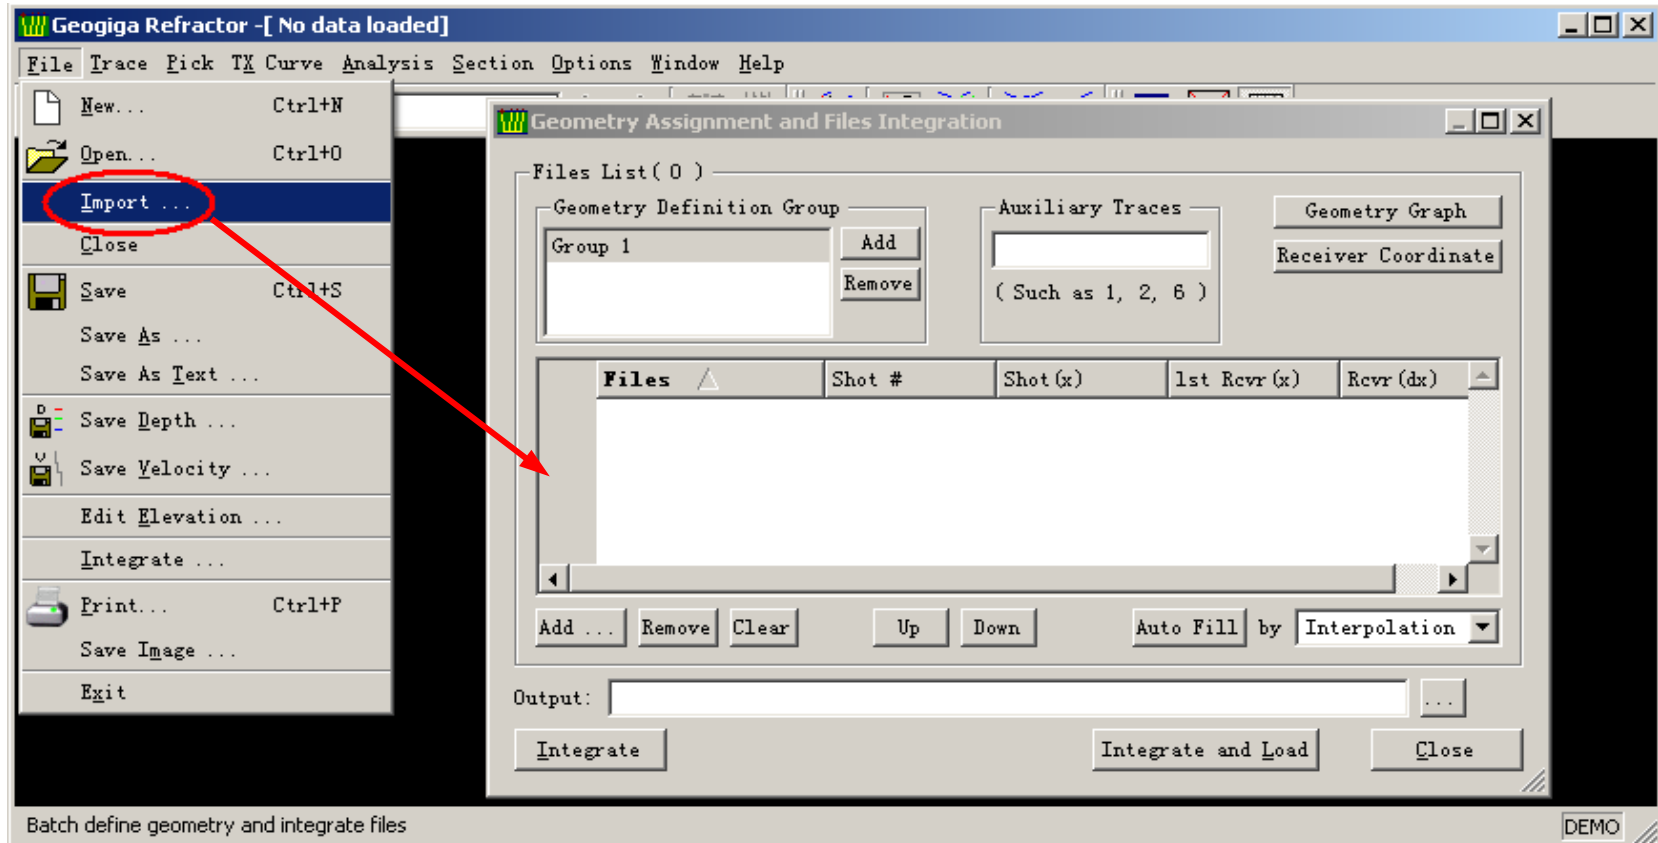 Geogiga Refractor -[ No data loaded]
File Trace Pick TX Curve Analysis Section Options Window Help
New... Ctrl+N
Open... Ctrl+O
Import ...
Close
Save Ctrl+S
Save As ...
Save As Text ...
Save Depth ...
Save Velocity ...
Edit Elevation ...
Integrate ...
Print... Ctrl+P
Save Image ...
Exit
Geometry Assignment and Files Integration
Files List( 0 )
Geometry Definition Group
Group 1
Add
Remove
Auxiliary Traces
( Such as 1, 2, 6 )
Geometry Graph
Receiver Coordinate
Files Shot # Shot(x) 1st Rcvr(x) Rcvr(dx)
Add ... Remove Clear Up Down Auto Fill by Interpolation
Output: ...
Integrate Integrate and Load Close
Batch define geometry and integrate files DEMO